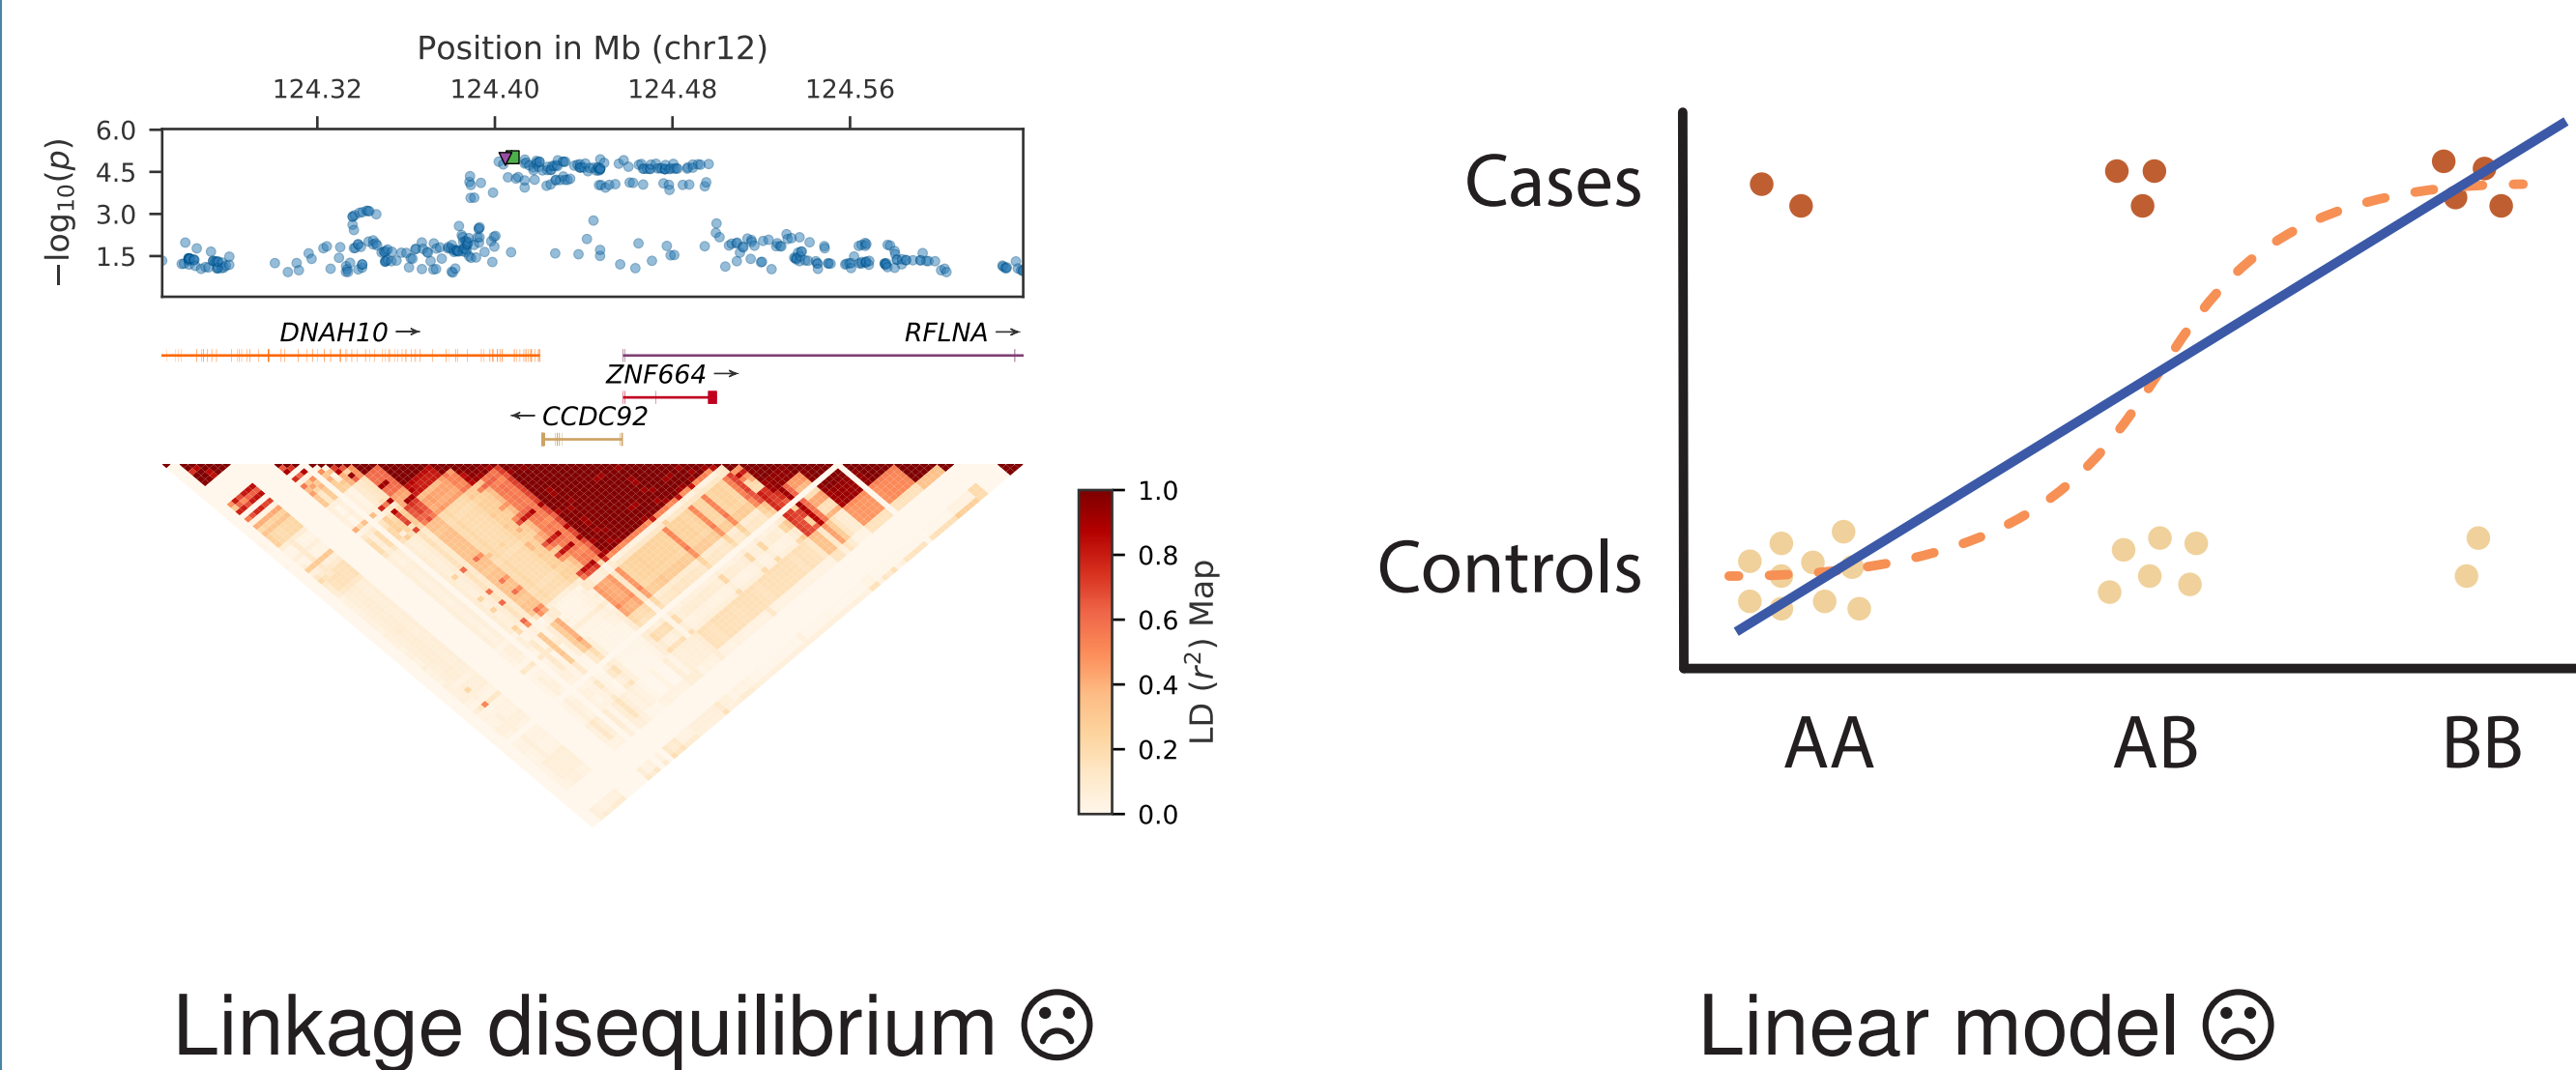 Position in Mb (chr12)
124.32 124.40 124.48 124.56
6.0
4.5
3.0
1.5
−log10(p)
DNAH10 →
RFLNA →
ZNF664 →
← CCDC92
1.0
0.8
0.6
0.4
0.2
0.0
LD (r²) Map
Linkage disequilibrium ☹
Cases
Controls
AA AB BB
Linear model ☹